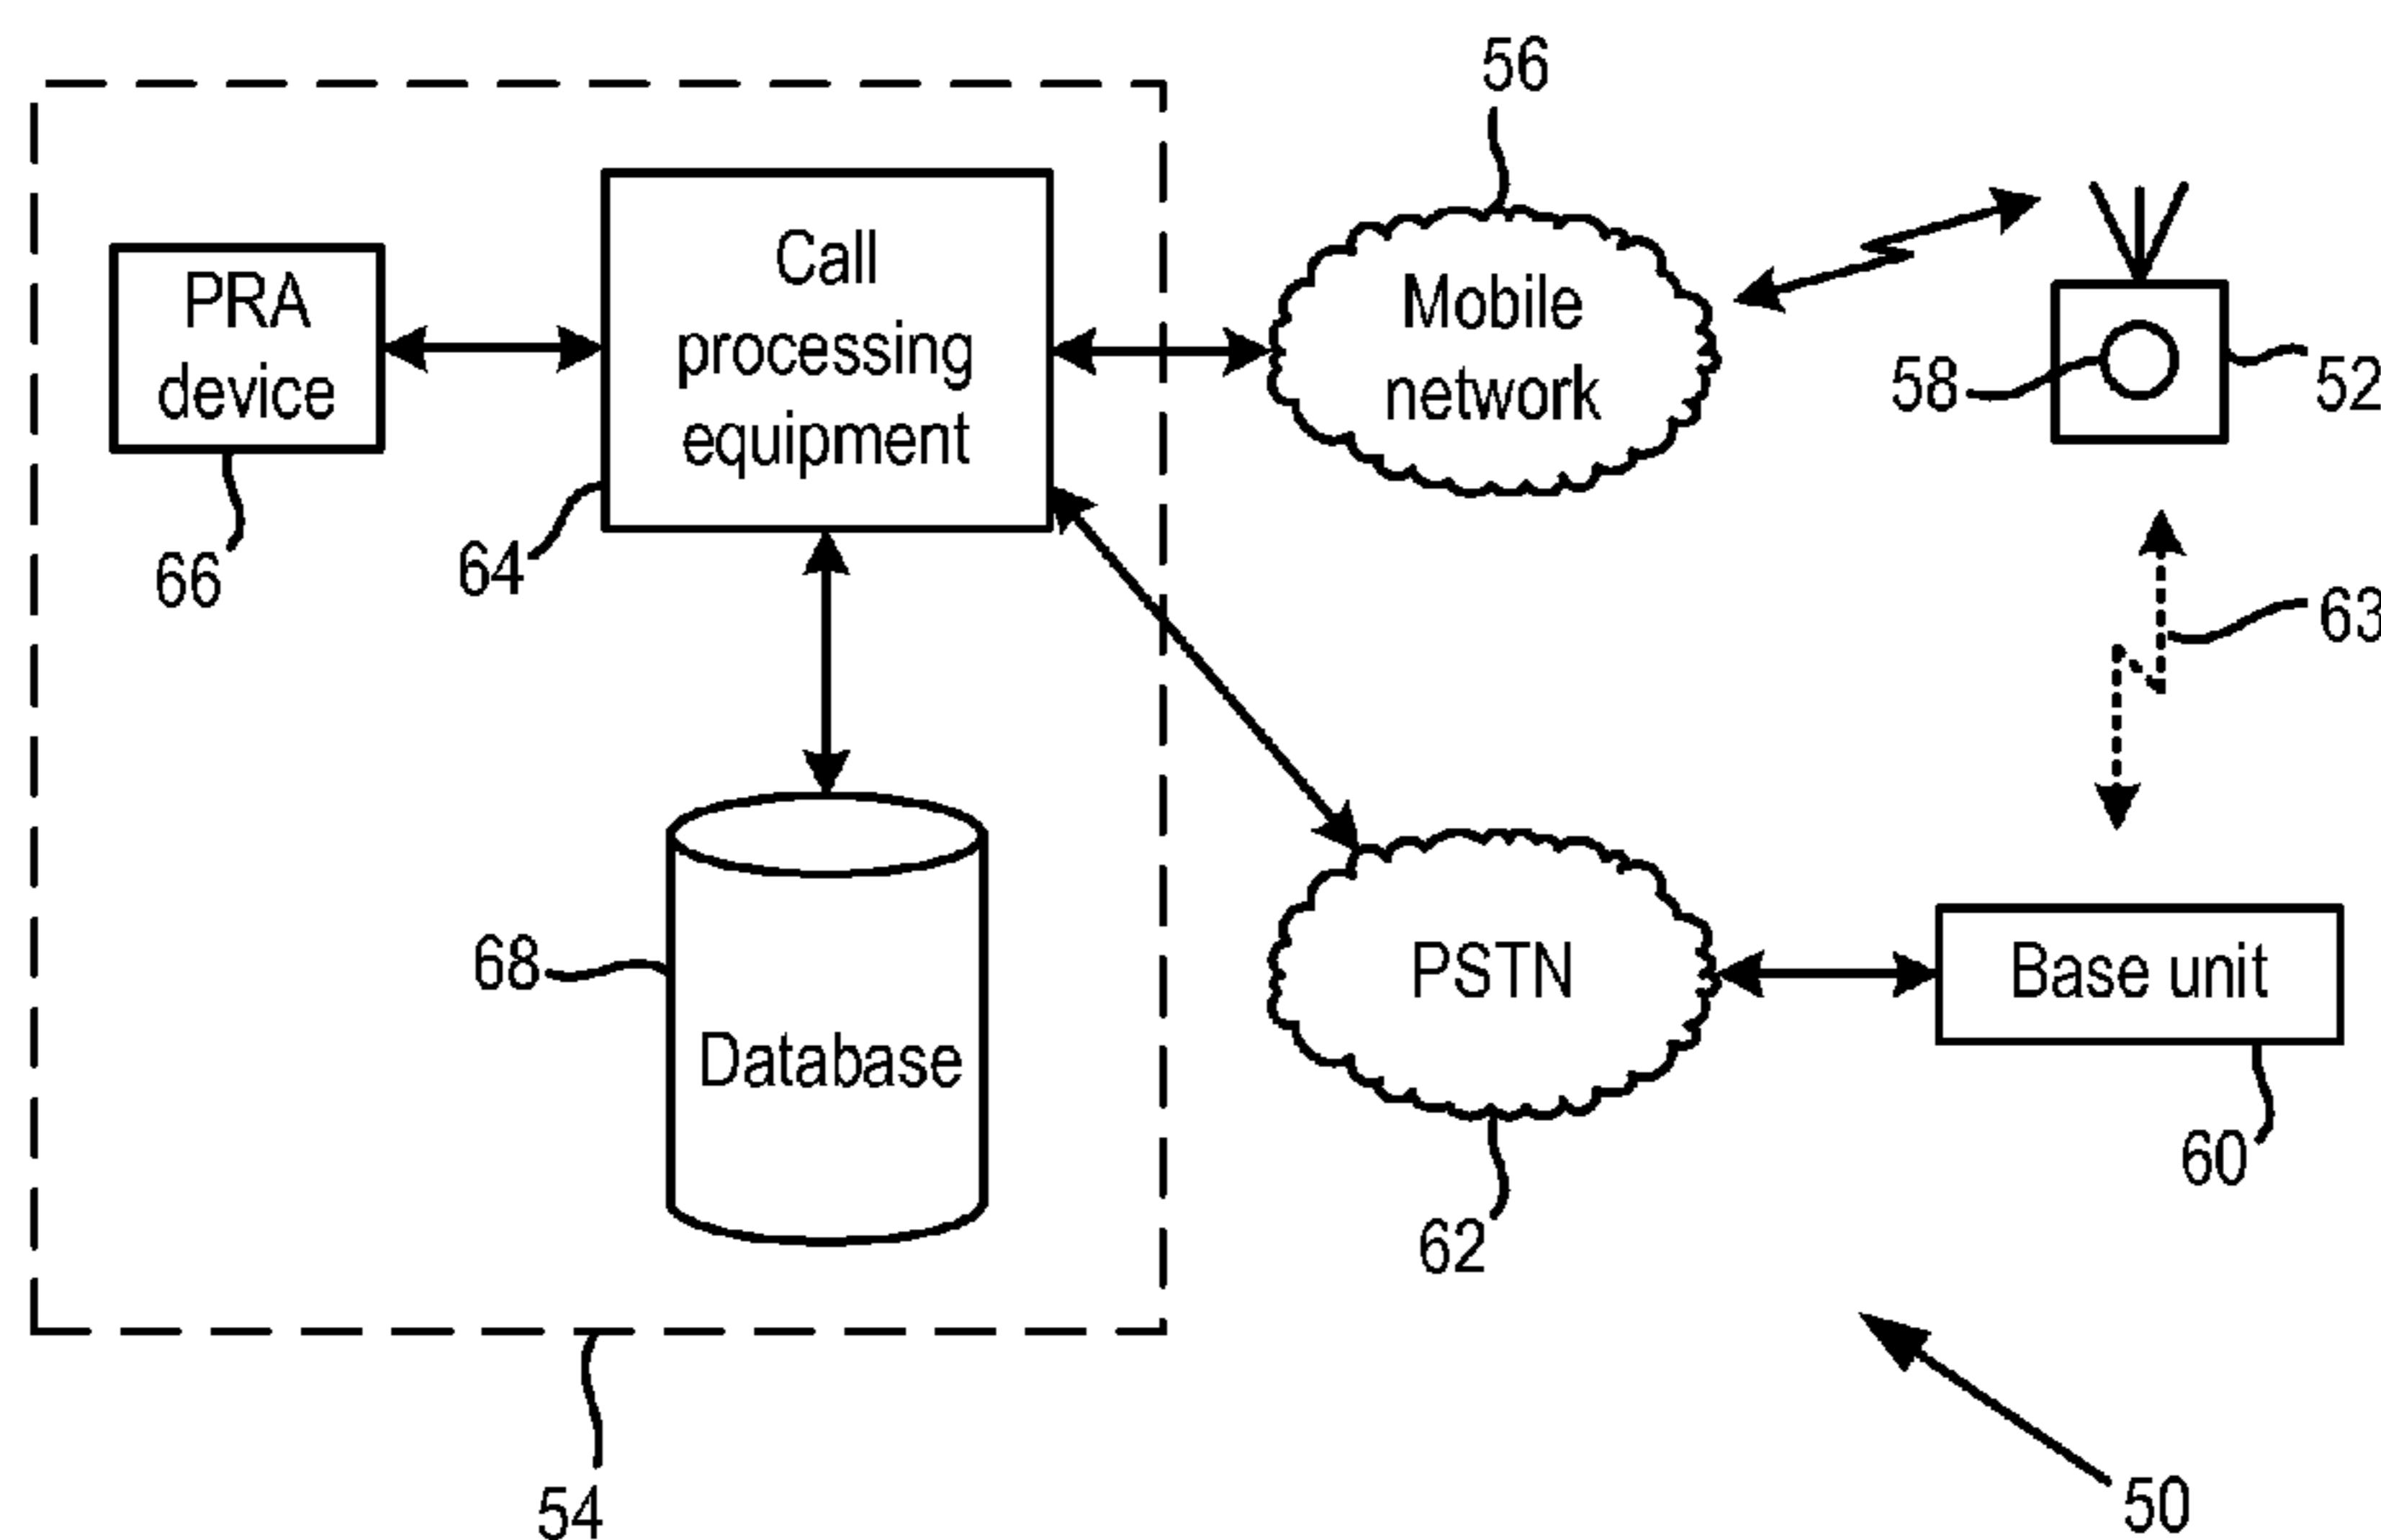 56
Call
processing
equipment
PRA
device
Mobile
network
58
52
66
64
63
68
Database
PSTN
Base unit
60
62
54
50